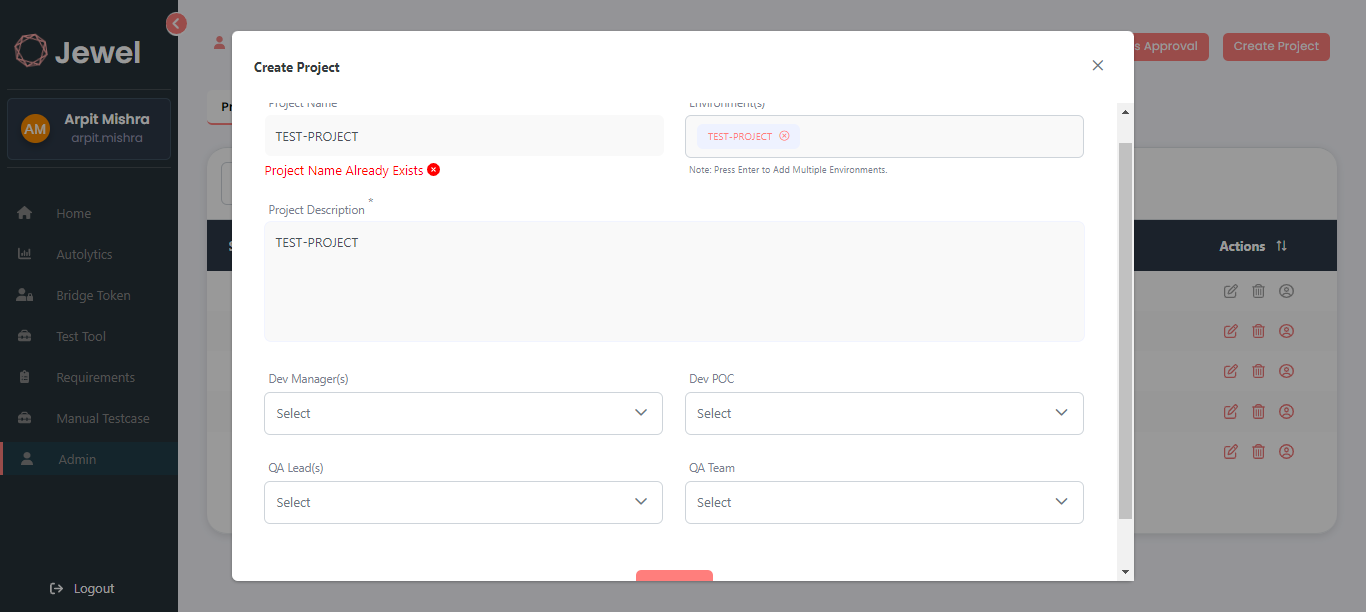 Jewel
AM
Arpit Mishra
arpit.mishra
Home
Autolytics
Bridge Token
Test Tool
Requirements
Manual Testcase
Admin
Logout
Approval
Create Project
Actions
Create Project
Project Name
Environment(s)
TEST-PROJECT
TEST-PROJECT
Project Name Already Exists
Note: Press Enter to Add Multiple Environments.
Project Description *
TEST-PROJECT
Dev Manager(s)
Dev POC
Select
Select
QA Lead(s)
QA Team
Select
Select